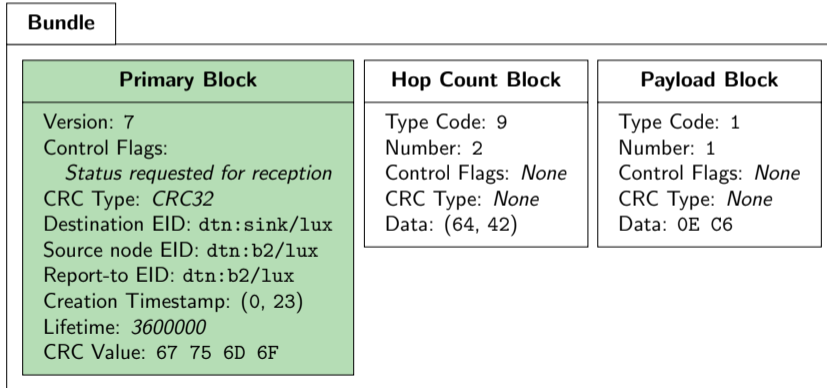 Bundle
Primary Block
Version: 7
Control Flags:
Status requested for reception
CRC Type: CRC32
Destination EID: dtn:sink/lux
Source node EID: dtn:b2/lux
Report-to EID: dtn:b2/lux
Creation Timestamp: (0, 23)
Lifetime: 3600000
CRC Value: 67 75 6D 6F
Hop Count Block
Type Code: 9
Number: 2
Control Flags: None
CRC Type: None
Data: (64, 42)
Payload Block
Type Code: 1
Number: 1
Control Flags: None
CRC Type: None
Data: 0E C6